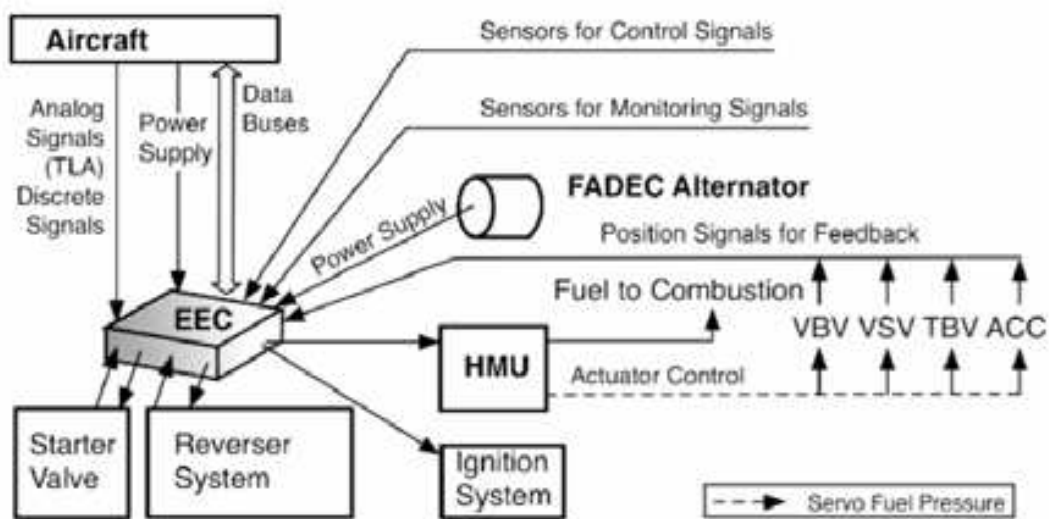 Aircraft
Sensors for Control Signals
Analog
Signals
(TLA)
Discrete
Signals
Power
Supply
Data
Buses
Sensors for Monitoring Signals
FADEC Alternator
Power Supply
Position Signals for Feedback
Fuel to Combustion
EEC
VBV VSV TBV ACC
HMU
Actuator Control
Starter
Valve
Reverser
System
Ignition
System
Servo Fuel Pressure